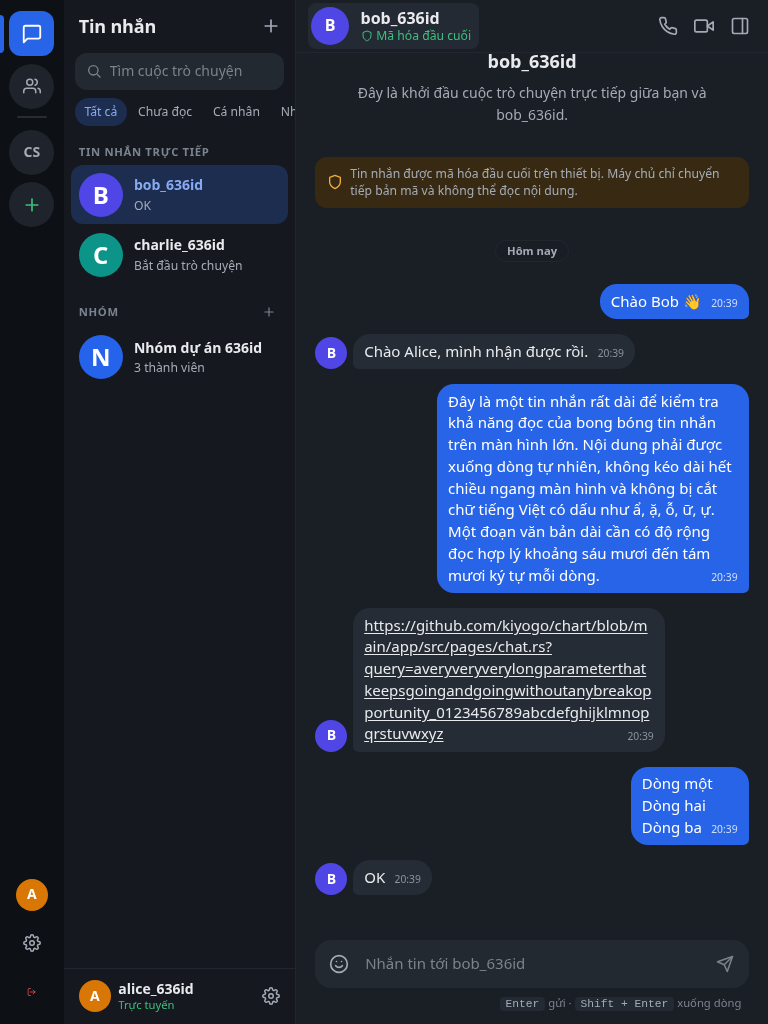 CS
A
Tin nhắn
Tìm cuộc trò chuyện
Tất cả
Chưa đọc
Cá nhân
Nh
TIN NHẮN TRỰC TIẾP
B
bob_636id
OK
C
charlie_636id
Bắt đầu trò chuyện
NHÓM
N
Nhóm dự án 636id
3 thành viên
A
alice_636id
Trực tuyến
B
bob_636id
Mã hóa đầu cuối
bob_636id
Đây là khởi đầu cuộc trò chuyện trực tiếp giữa bạn và
bob_636id.
Tin nhắn được mã hóa đầu cuối trên thiết bị. Máy chủ chỉ chuyển
tiếp bản mã và không thể đọc nội dung.
Hôm nay
Chào Bob 👋 20:39
B
Chào Alice, mình nhận được rồi. 20:39
Đây là một tin nhắn rất dài để kiểm tra
khả năng đọc của bong bóng tin nhắn
trên màn hình lớn. Nội dung phải được
xuống dòng tự nhiên, không kéo dài hết
chiều ngang màn hình và không bị cắt
chữ tiếng Việt có dấu như ấ, ặ, ỗ, ữ, ự.
Một đoạn văn bản dài cần có độ rộng
đọc hợp lý khoảng sáu mươi đến tám
mươi ký tự mỗi dòng. 20:39
https://github.com/kiyogo/chart/blob/m
ain/app/src/pages/chat.rs?
query=averyveryverylongparameterthat
keepsgoingandgoingwithoutanybreakop
portunity_0123456789abcdefghijklmnop
qrstuvwxyz 20:39
B
Dòng một
Dòng hai
Dòng ba 20:39
B
OK 20:39
Nhắn tin tới bob_636id
Enter gửi · Shift + Enter xuống dòng